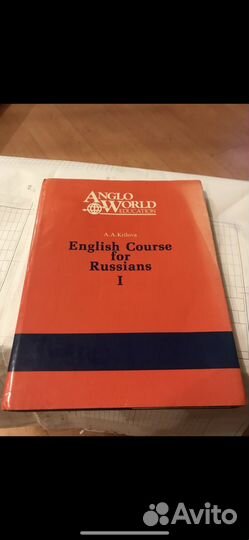 ANGLO
WORLD
EDUCATION
A.A.Krilova
English Course
for
Russians
I
Avito